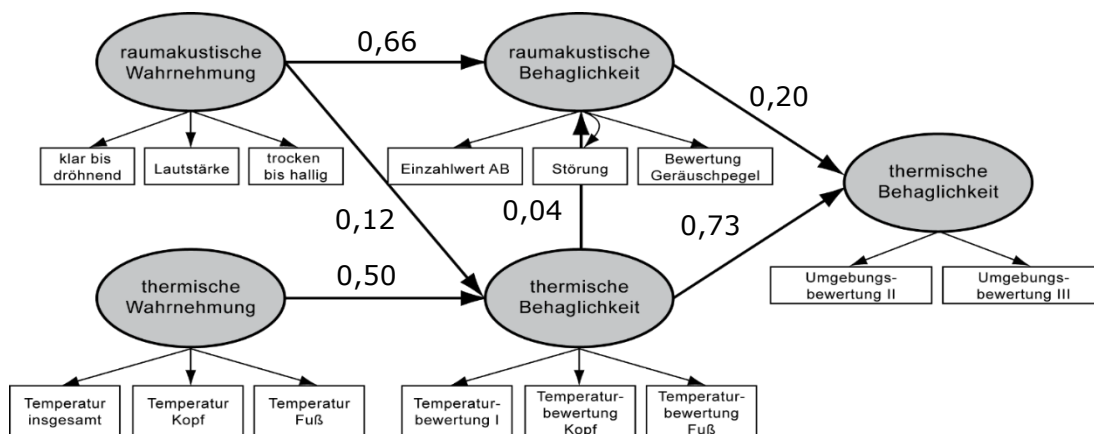 raumakustische
Wahrnehmung
0,66
raumakustische
Behaglichkeit
0,20
klar bis
dröhnend
Lautstärke
trocken
bis hallig
Einzahlwert AB
Störung
Bewertung
Geräuschpegel
thermische
Behaglichkeit
0,12
0,04
0,73
thermische
Wahrnehmung
0,50
thermische
Behaglichkeit
Umgebungs-
bewertung II
Umgebungs-
bewertung III
Temperatur
insgesamt
Temperatur
Kopf
Temperatur
Fuß
Temperatur-
bewertung I
Temperatur-
bewertung
Kopf
Temperatur-
bewertung
Fuß